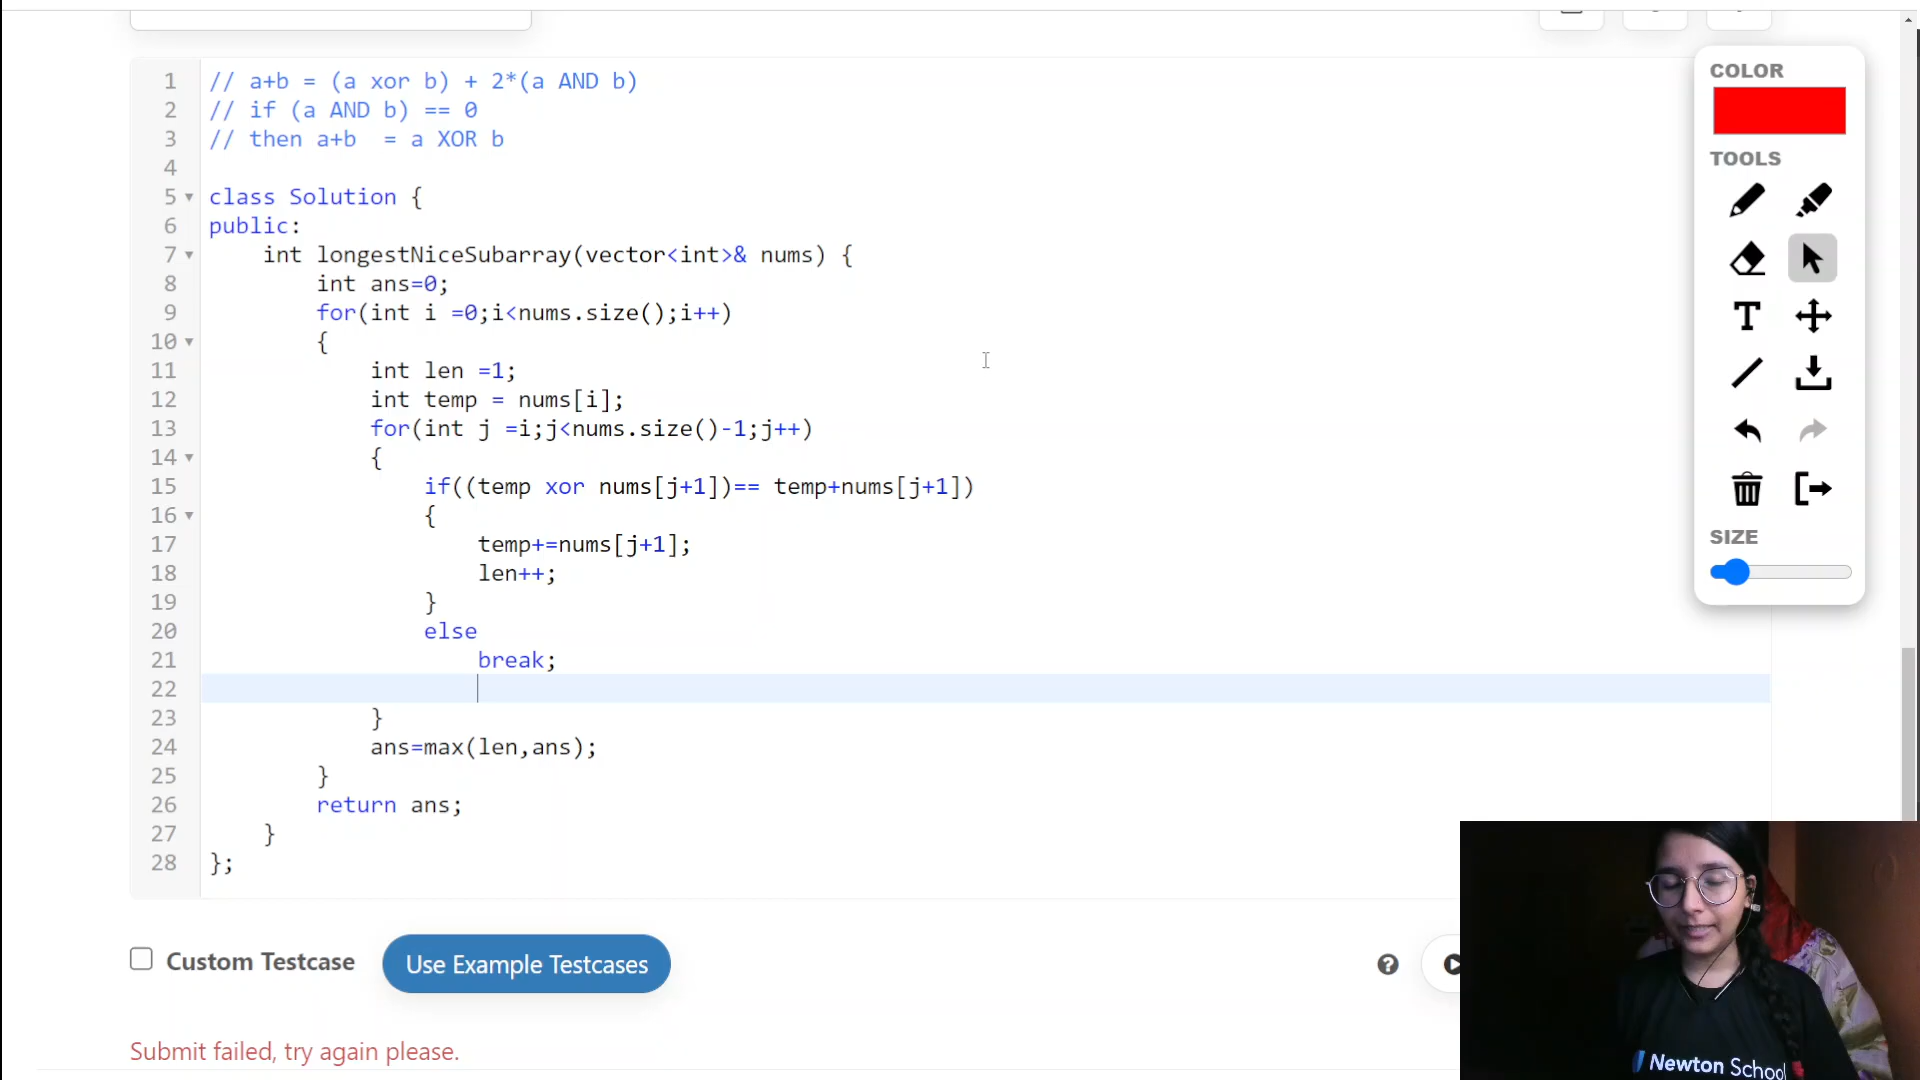 1 // a+b = (a xor b) + 2*(a AND b)
2 // if (a AND b) == 0
3 // then a+b  = a XOR b
4
5 class Solution {
6 public:
7     int longestNiceSubarray(vector<int>& nums) {
8         int ans=0;
9         for(int i =0;i<nums.size();i++)
10         {
11             int len =1;
12             int temp = nums[i];
13             for(int j =i;j<nums.size()-1;j++)
14             {
15                 if((temp xor nums[j+1])== temp+nums[j+1])
16                 {
17                     temp+=nums[j+1];
18                     len++;
19                 }
20                 else
21                     break;
22
23             }
24             ans=max(len,ans);
25         }
26         return ans;
27     }
28 };
COLOR
TOOLS
T
SIZE
Custom Testcase
Use Example Testcases
?
Submit failed, try again please.
Newton School